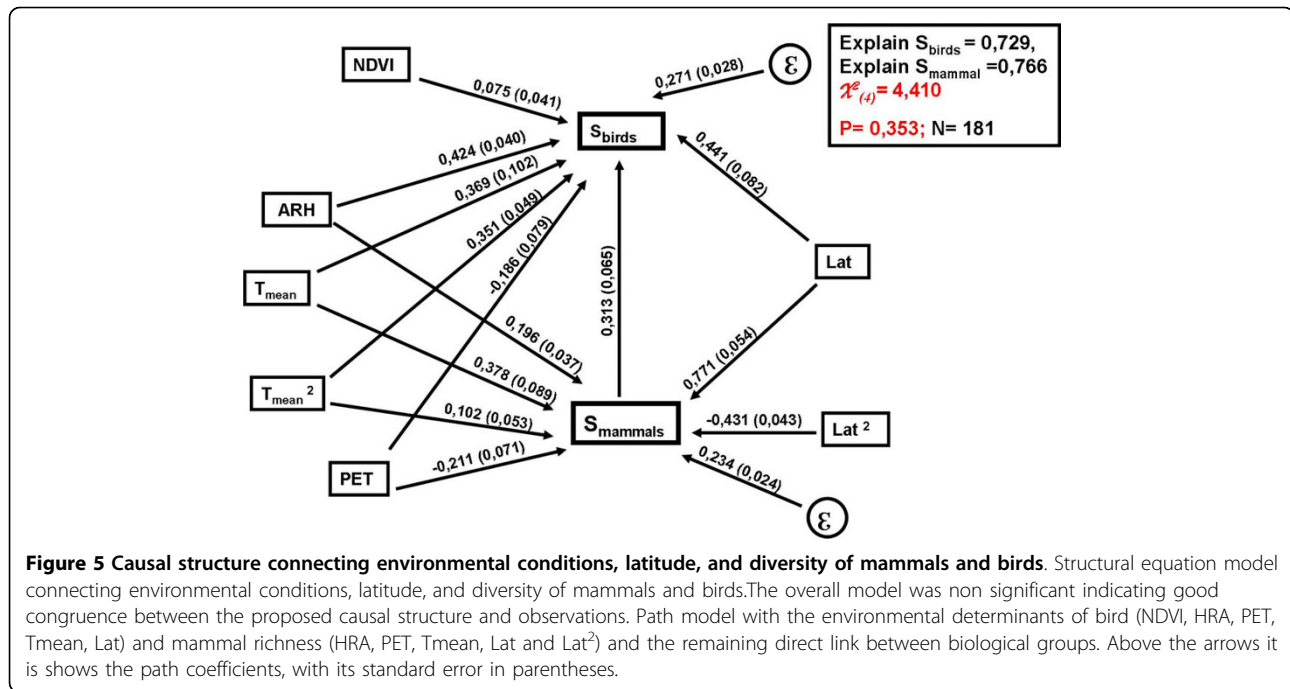 NDVI
0,075 (0,041)
0,271 (0,028)
ε
Explain S_birds = 0,729,
Explain S_mammal =0,766
χ²_(4) = 4,410
P= 0,353; N= 181
S_birds
0,424 (0,040)
0,369 (0,102)
0,351 (0,049)
-0,186 (0,079)
0,441 (0,082)
ARH
Lat
T_mean
0,313 (0,065)
0,196 (0,037)
0,378 (0,089)
0,771 (0,054)
T_mean ²
0,102 (0,053)
S_mammals
-0,431 (0,043)
Lat ²
PET
-0,211 (0,071)
0,234 (0,024)
ε
Figure 5 Causal structure connecting environmental conditions, latitude, and diversity of mammals and birds. Structural equation model
connecting environmental conditions, latitude, and diversity of mammals and birds.The overall model was non significant indicating good
congruence between the proposed causal structure and observations. Path model with the environmental determinants of bird (NDVI, HRA, PET,
Tmean, Lat) and mammal richness (HRA, PET, Tmean, Lat and Lat²) and the remaining direct link between biological groups. Above the arrows it
is shows the path coefficients, with its standard error in parentheses.